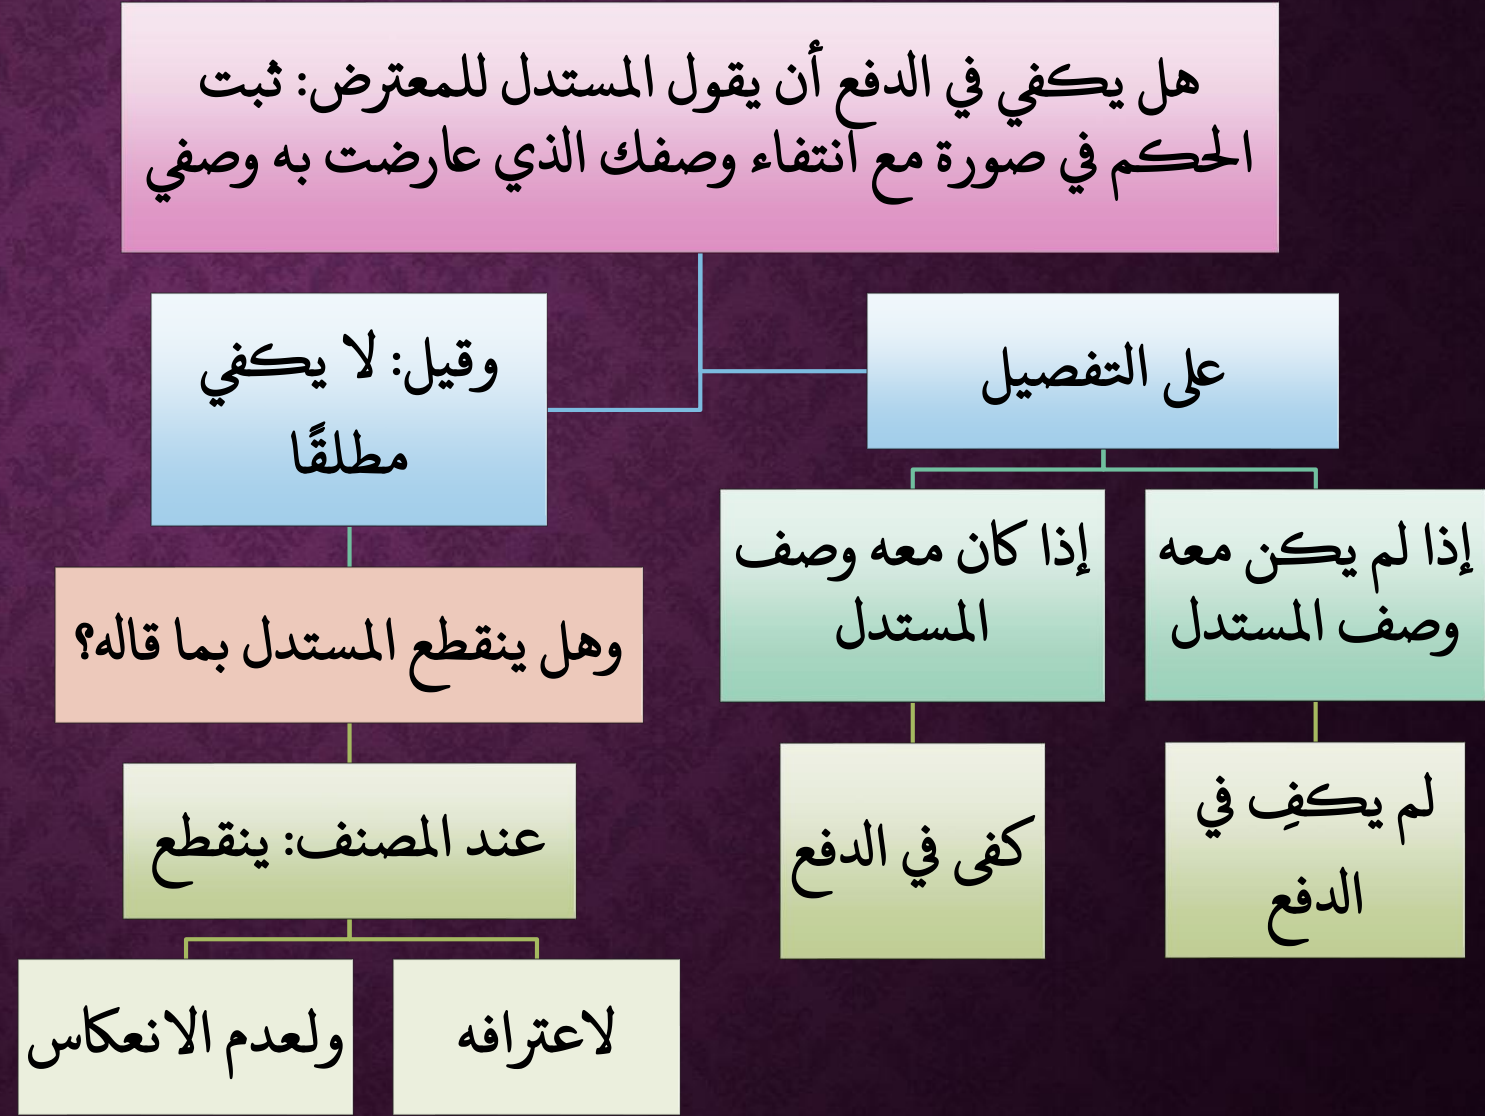 هل يكفي في الدفع أن يقول المستدل للمعترض: ثبت
الحكم في صورة مع انتفاء وصفك الذي عارضت به وصفي
على التفصيل
إذا لم يكن معه
وصف المستدل
لم يكفِ في
الدفع
إذا كان معه وصف
المستدل
كفى في الدفع
وقيل: لا يكفي
مطلقًا
وهل ينقطع المستدل بما قاله؟
عند المصنف: ينقطع
لاعترافه
ولعدم الانعكاس